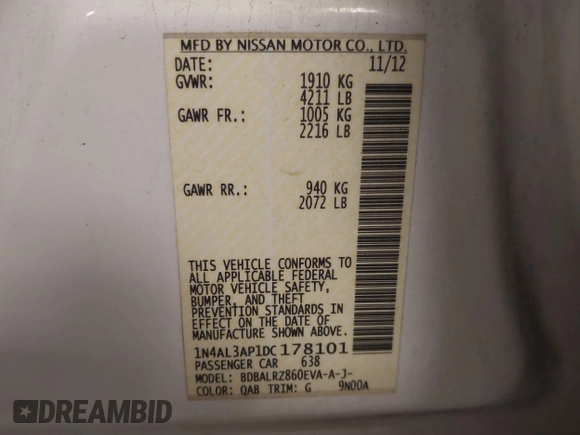 MFD BY NISSAN MOTOR CO., LTD.
DATE: 11/12
GVWR: 1910 KG
4211 LB
GAWR FR.: 1005 KG
2216 LB
GAWR RR.: 940 KG
2072 LB
THIS VEHICLE CONFORMS TO
ALL APPLICABLE FEDERAL
MOTOR VEHICLE SAFETY,
BUMPER, AND THEFT
PREVENTION STANDARDS IN
EFFECT ON THE DATE OF
MANUFACTURE SHOWN ABOVE.
1N4AL3AP1DC178101
PASSENGER CAR 638
MODEL: BDBALRZ860EVA-A-J-
COLOR: QAB TRIM: G 9N00A
DREAMBID